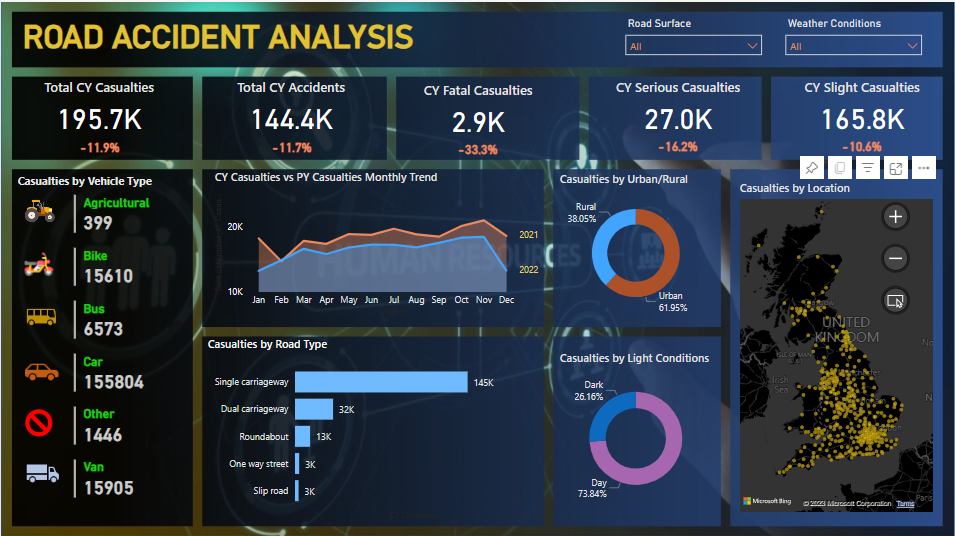 ROAD ACCIDENT ANALYSIS
Road Surface
All
Weather Conditions
All
Total CY Casualties
195.7K
-11.9%
Total CY Accidents
144.4K
-11.7%
CY Fatal Casualties
2.9K
-33.3%
CY Serious Casualties
27.0K
-16.2%
CY Slight Casualties
165.8K
-10.6%
Casualties by Vehicle Type
Agricultural
399
Bike
15610
Bus
6573
Car
155804
Other
1446
Van
15905
CY Casualties vs PY Casualties Monthly Trend
20K
10K
2021
2022
Jan Feb Mar Apr May Jun Jul Aug Sep Oct Nov Dec
HUMAN RESOURCES
Casualties by Road Type
Single carriageway 145K
Dual carriageway 32K
Roundabout 13K
One way street 3K
Slip road 3K
Casualties by Urban/Rural
Rural
38.05%
Urban
61.95%
Casualties by Light Conditions
Dark
26.16%
Day
73.84%
Casualties by Location
UNITED
KINGDOM
ISLE OF MAN
Irish
Sea
Paris
Microsoft Bing
© 2023 Microsoft Corporation Terms